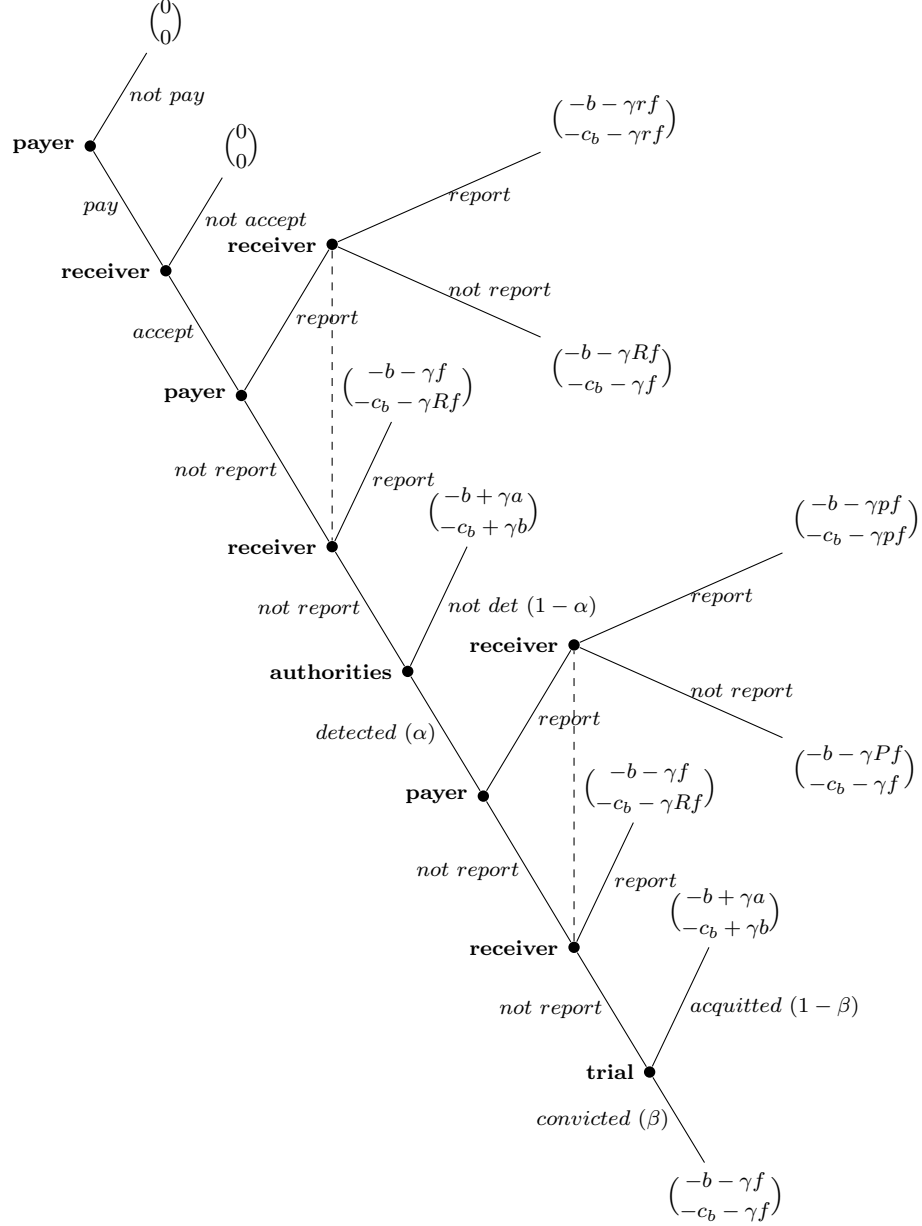 (0
0)
not pay
payer
(0
0)
pay
not accept
receiver
(−b − γrf
−c_b − γrf)
report
receiver
not report
accept
report
(−b − γRf
−c_b − γf)
payer
(−b − γf
−c_b − γRf)
not report
report
(−b + γa
−c_b + γb)
receiver
not report
not det (1 − α)
(−b − γpf
−c_b − γpf)
report
receiver
authorities
not report
detected (α)
report
(−b − γPf
−c_b − γf)
payer
(−b − γf
−c_b − γRf)
not report
report
(−b + γa
−c_b + γb)
receiver
not report
acquitted (1 − β)
trial
convicted (β)
(−b − γf
−c_b − γf)